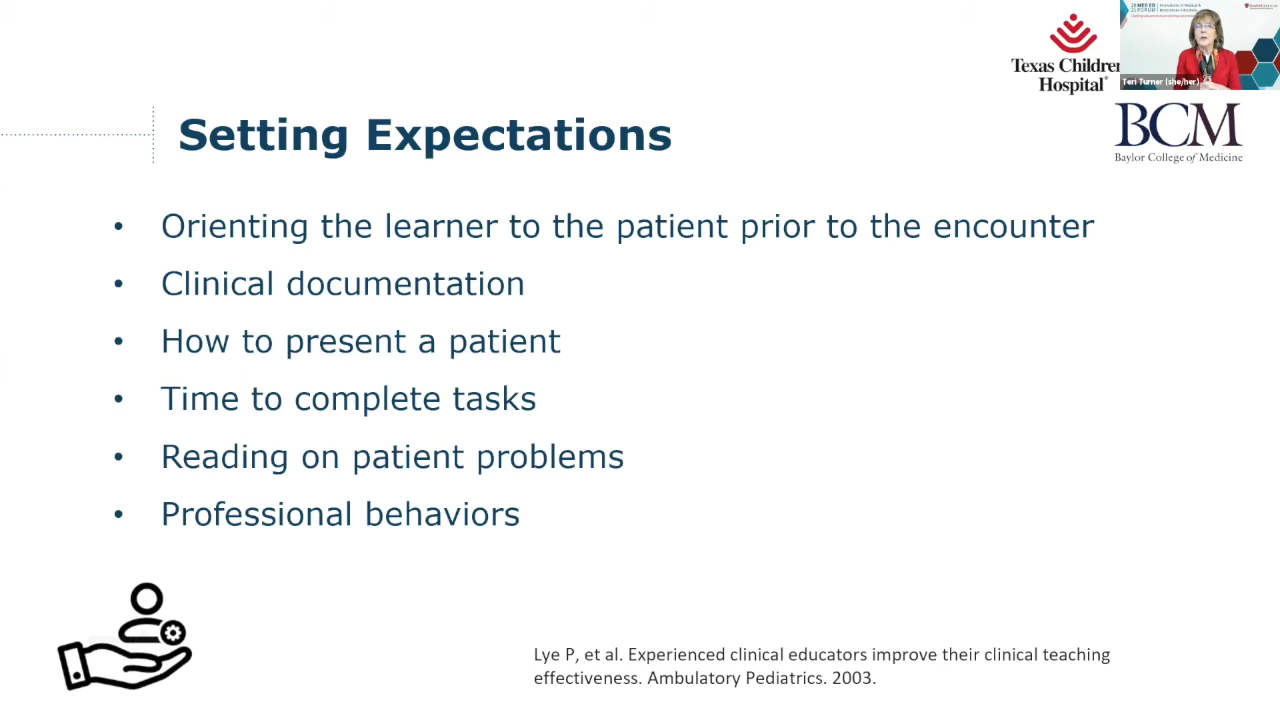 Texas Children
Hospital
Teri Turner (she/her)
BCM
Baylor College of Medicine
Setting Expectations
• Orienting the learner to the patient prior to the encounter
• Clinical documentation
• How to present a patient
• Time to complete tasks
• Reading on patient problems
• Professional behaviors
Lye P, et al. Experienced clinical educators improve their clinical teaching
effectiveness. Ambulatory Pediatrics. 2003.